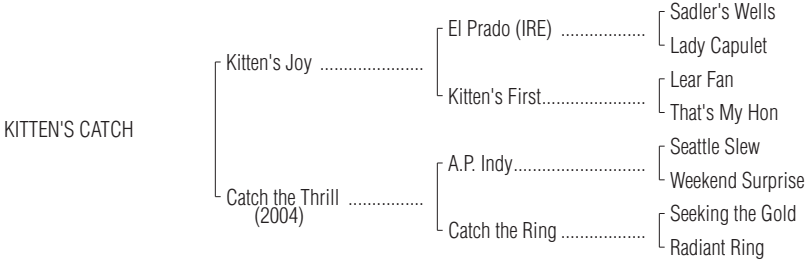 Sadler's Wells
El Prado (IRE) ..................
Lady Capulet
Kitten's Joy ......................
Lear Fan
Kitten's First......................
That's My Hon
KITTEN'S CATCH
Seattle Slew
A.P. Indy............................
Weekend Surprise
Catch the Thrill ................
(2004)
Seeking the Gold
Catch the Ring ..................
Radiant Ring